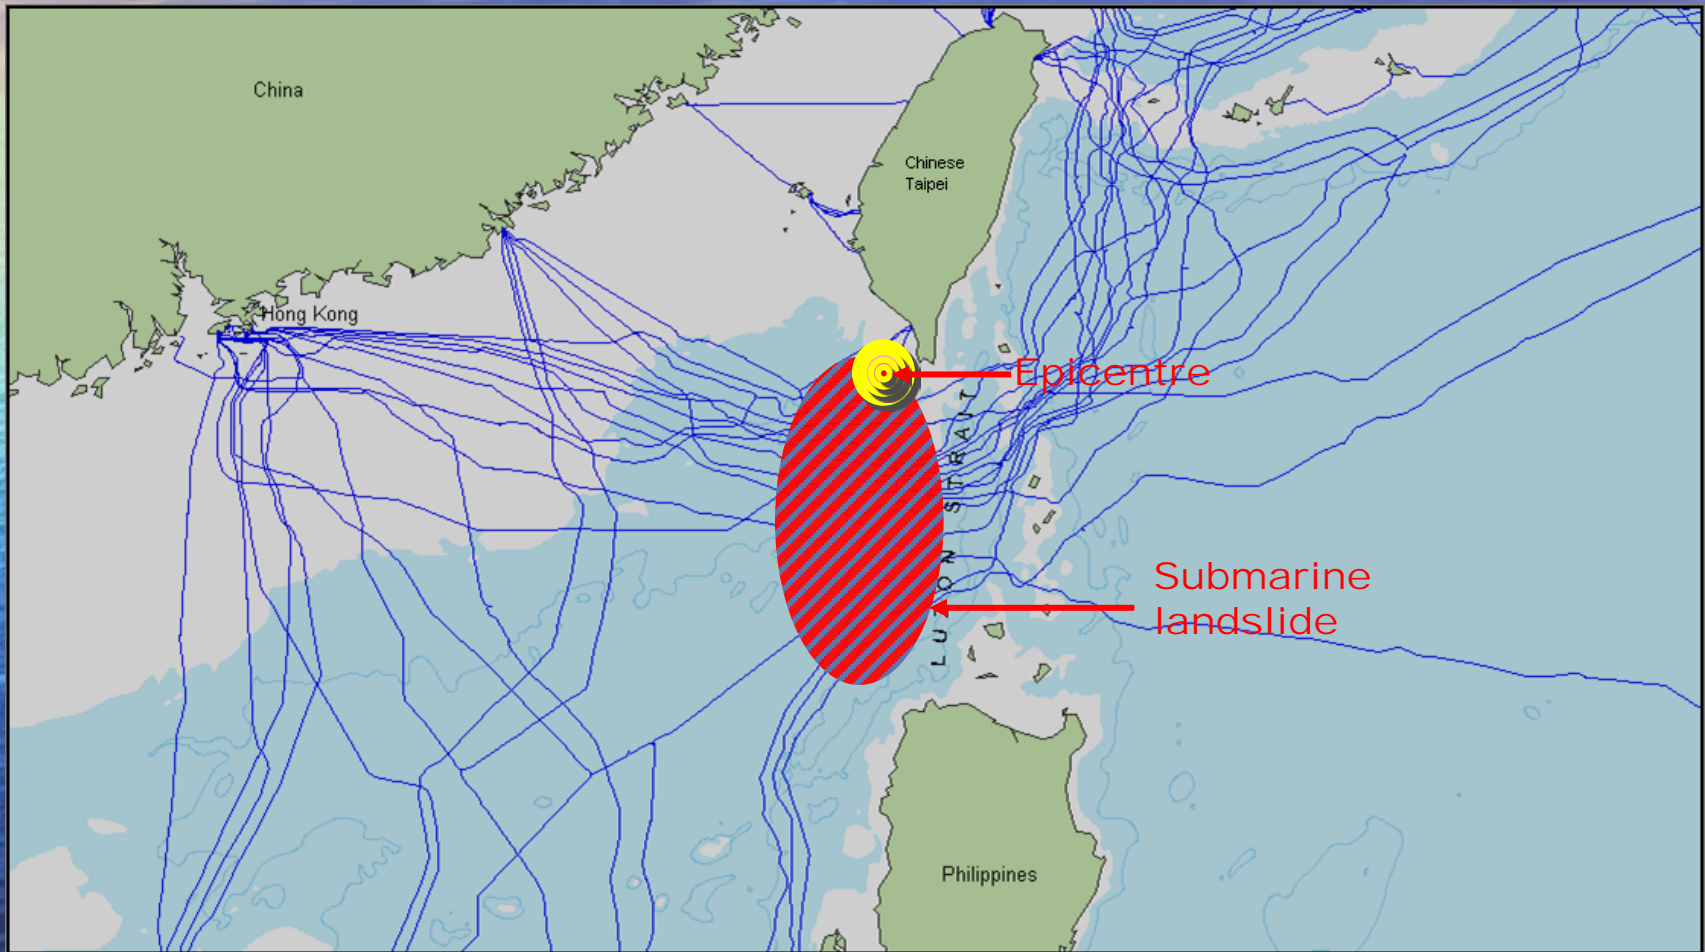 China
Chinese
Taipei
Hong Kong
Epicentre
LUZON STRAIT
Submarine
landslide
Philippines